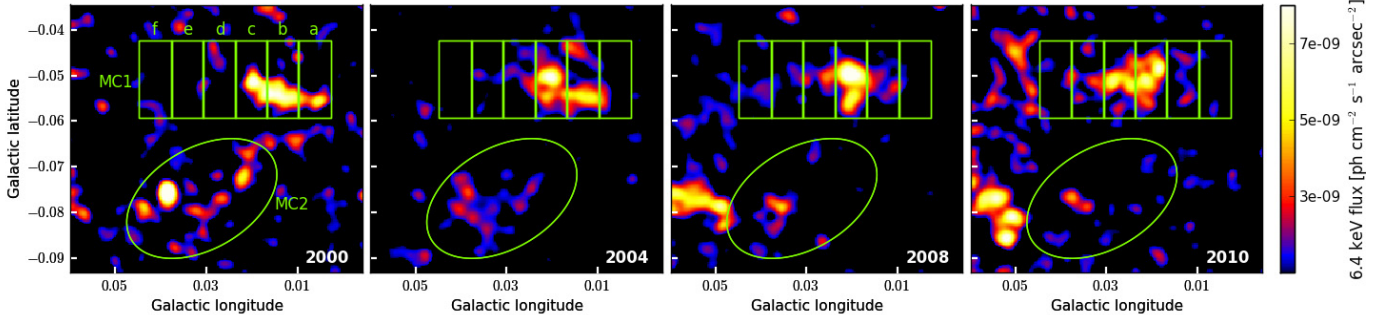 f e d c b a
MC1
MC2
2000
2004
2008
2010
−0.04
−0.05
−0.06
−0.07
−0.08
−0.09
Galactic latitude
0.05 0.03 0.01
0.05 0.03 0.01
0.05 0.03 0.01
0.05 0.03 0.01
Galactic longitude
Galactic longitude
Galactic longitude
Galactic longitude
7e-09
5e-09
3e-09
6.4 keV flux [ph cm⁻² s⁻¹ arcsec⁻²]